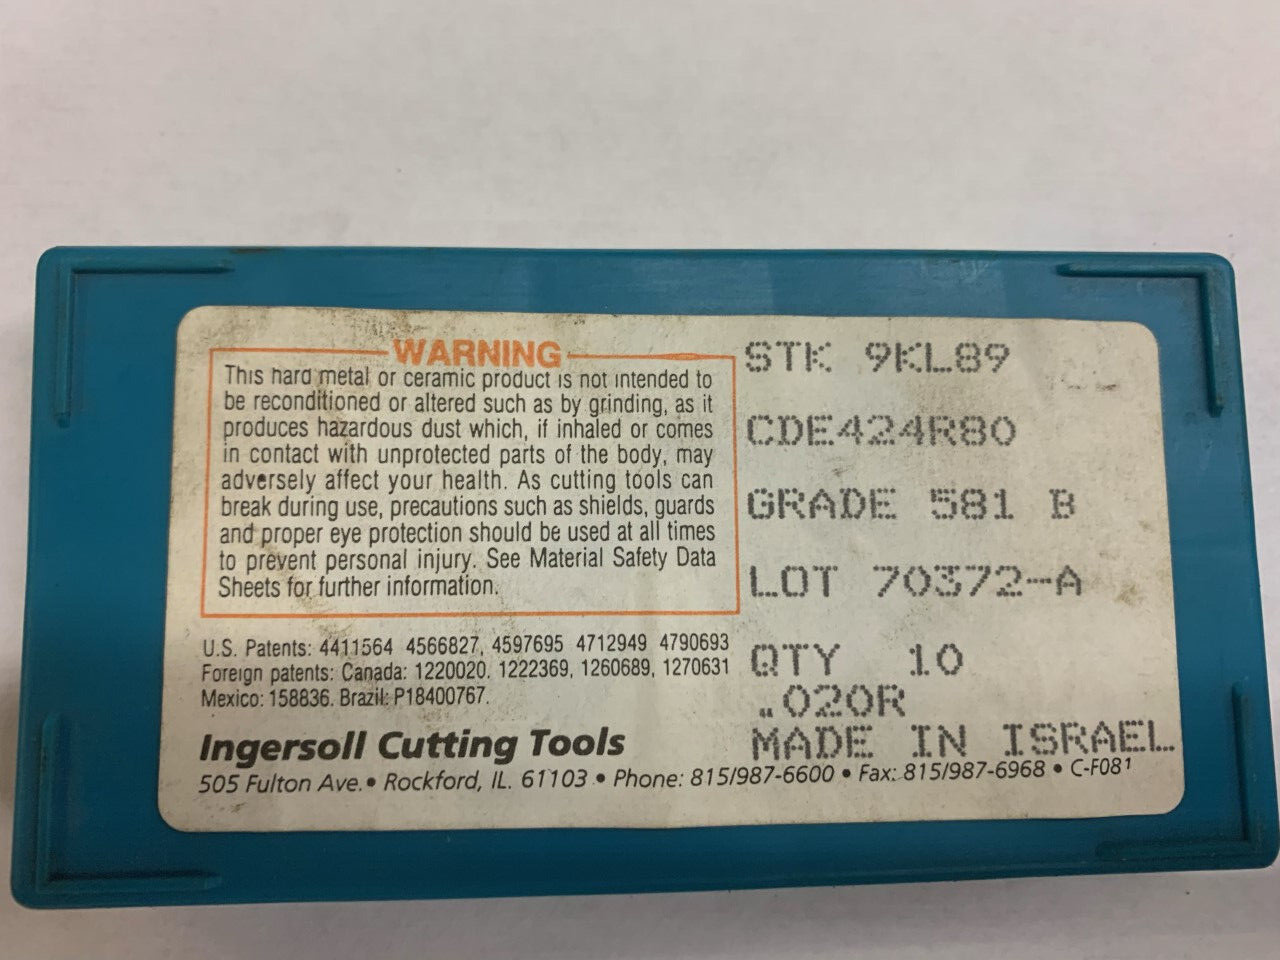 WARNING
This hard metal or ceramic product is not intended to
be reconditioned or altered such as by grinding, as it
produces hazardous dust which, if inhaled or comes
in contact with unprotected parts of the body, may
adversely affect your health. As cutting tools can
break during use, precautions such as shields, guards
and proper eye protection should be used at all times
to prevent personal injury. See Material Safety Data
Sheets for further information.
U.S. Patents: 4411564 4566827, 4597695 4712949 4790693
Foreign patents: Canada: 1220020. 1222369, 1260689, 1270631
Mexico: 158836. Brazil: P18400767.
STK 9KL89
CDE424R80
GRADE 581 B
LOT 70372-A
QTY 10
.020R
MADE IN ISRAEL
Ingersoll Cutting Tools
505 Fulton Ave. • Rockford, IL. 61103 • Phone: 815/987-6600 • Fax: 815/987-6968 • C-F081